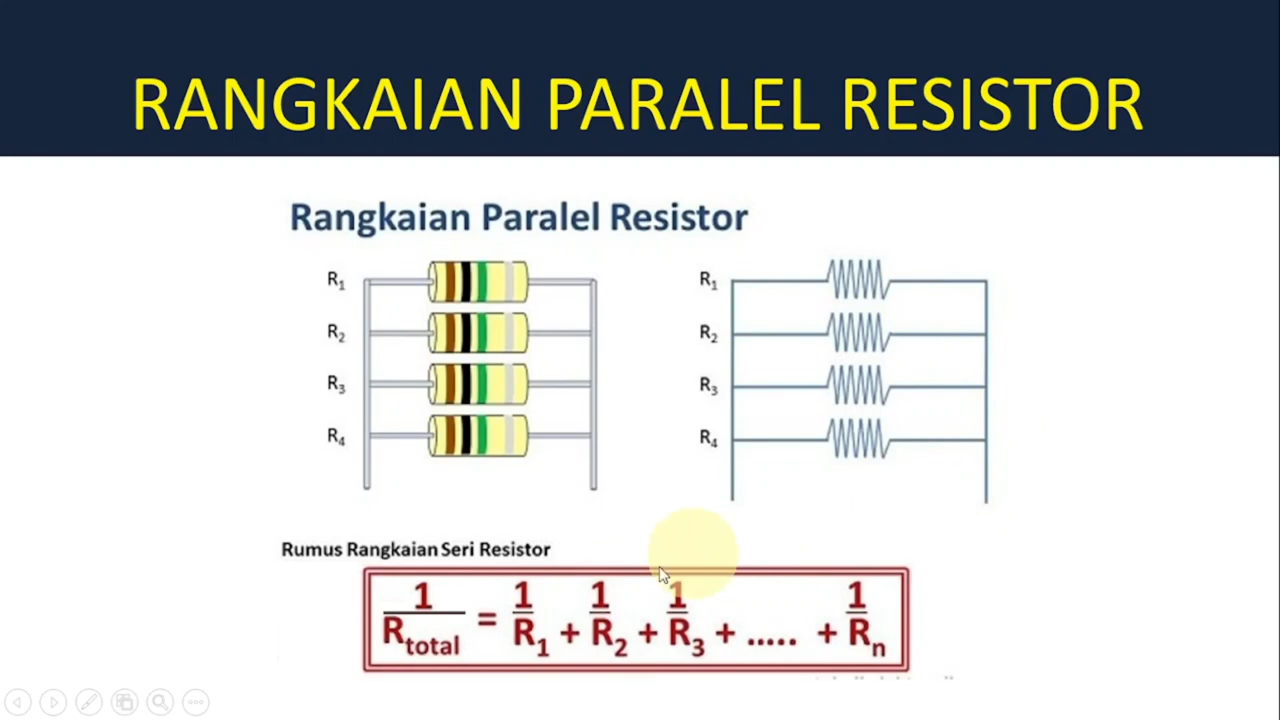 RANGKAIAN PARALEL RESISTOR
Rangkaian Paralel Resistor
R1
R2
R3
R4
R1
R2
R3
R4
Rumus Rangkaian Seri Resistor
1/Rtotal = 1/R1 + 1/R2 + 1/R3 + ..... + 1/Rn